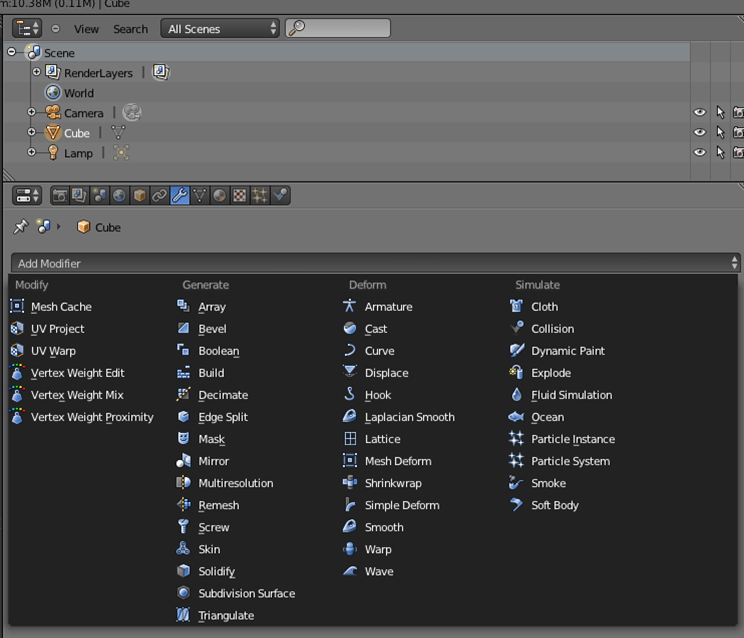 m:10.38M (0.11M) | Cube
View Search All Scenes
Scene
RenderLayers |
World
Camera |
Cube |
Lamp |
Cube
Add Modifier
Modify
Mesh Cache
UV Project
UV Warp
Vertex Weight Edit
Vertex Weight Mix
Vertex Weight Proximity
Generate
Array
Bevel
Boolean
Build
Decimate
Edge Split
Mask
Mirror
Multiresolution
Remesh
Screw
Skin
Solidify
Subdivision Surface
Triangulate
Deform
Armature
Cast
Curve
Displace
Hook
Laplacian Smooth
Lattice
Mesh Deform
Shrinkwrap
Simple Deform
Smooth
Warp
Wave
Simulate
Cloth
Collision
Dynamic Paint
Explode
Fluid Simulation
Ocean
Particle Instance
Particle System
Smoke
Soft Body